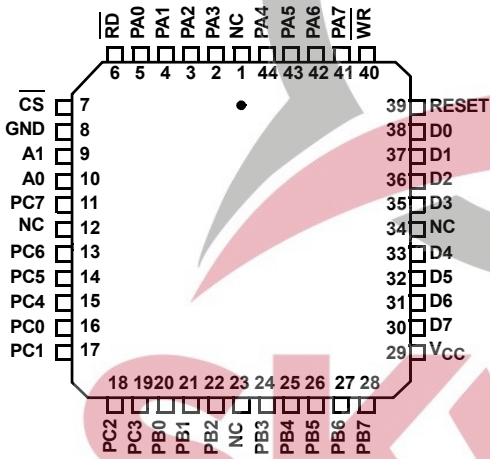 RD PA0 PA1 PA2 PA3 NC PA4 PA5 PA6 PA7 WR
6 5 4 3 2 1 44 43 42 41 40
CS 7 39 RESET
GND 8 38 D0
A1 9 37 D1
A0 10 36 D2
PC7 11 35 D3
NC 12 34 NC
PC6 13 33 D4
PC5 14 32 D5
PC4 15 31 D6
PC0 16 30 D7
PC1 17 29 VCC
18 19 20 21 22 23 24 25 26 27 28
PC2 PC3 PB0 PB1 PB2 NC PB3 PB4 PB5 PB6 PB7